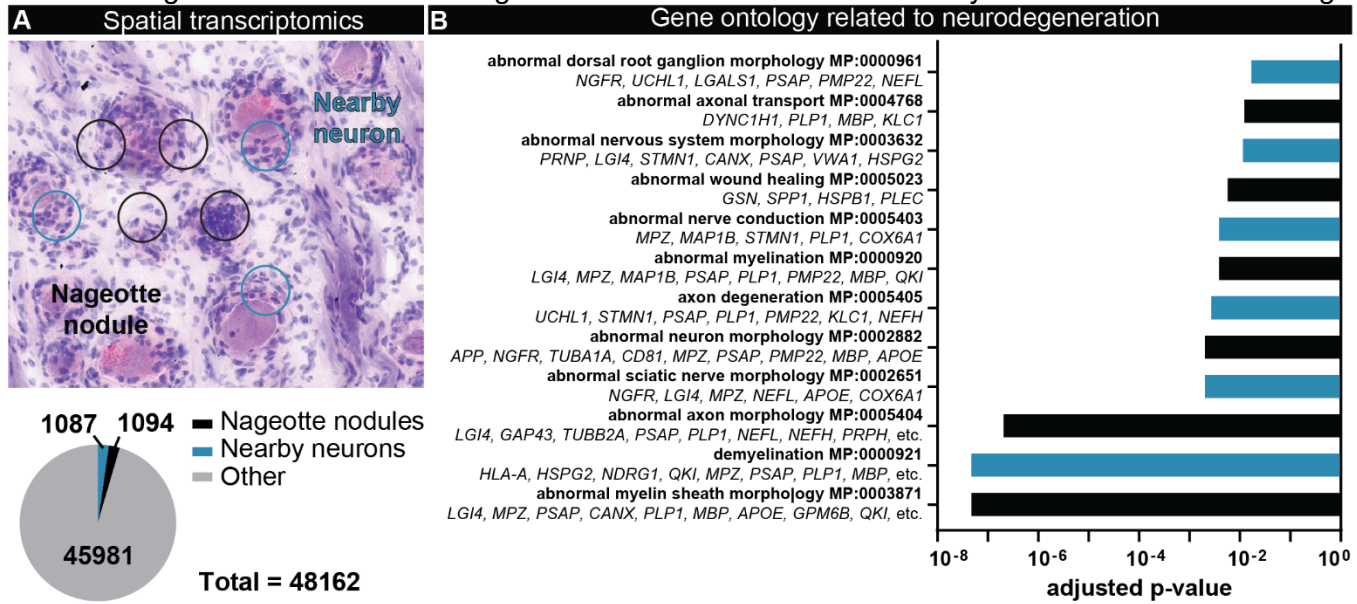 A Spatial transcriptomics
Nearby
neuron
Nageotte
nodule
1087 1094
Nageotte nodules
Nearby neurons
Other
45981
Total = 48162
B Gene ontology related to neurodegeneration
abnormal dorsal root ganglion morphology MP:0000961
NGFR, UCHL1, LGALS1, PSAP, PMP22, NEFL
abnormal axonal transport MP:0004768
DYNC1H1, PLP1, MBP, KLC1
abnormal nervous system morphology MP:0003632
PRNP, LGI4, STMN1, CANX, PSAP, VWA1, HSPG2
abnormal wound healing MP:0005023
GSN, SPP1, HSPB1, PLEC
abnormal nerve conduction MP:0005403
MPZ, MAP1B, STMN1, PLP1, COX6A1
abnormal myelination MP:0000920
LGI4, MPZ, MAP1B, PSAP, PLP1, PMP22, MBP, QKI
axon degeneration MP:0005405
UCHL1, STMN1, PSAP, PLP1, PMP22, KLC1, NEFH
abnormal neuron morphology MP:0002882
APP, NGFR, TUBA1A, CD81, MPZ, PSAP, PMP22, MBP, APOE
abnormal sciatic nerve morphology MP:0002651
NGFR, LGI4, MPZ, NEFL, APOE, COX6A1
abnormal axon morphology MP:0005404
LGI4, GAP43, TUBB2A, PSAP, PLP1, NEFL, NEFH, PRPH, etc.
demyelination MP:0000921
HLA-A, HSPG2, NDRG1, QKI, MPZ, PSAP, PLP1, MBP, etc.
abnormal myelin sheath morphology MP:0003871
LGI4, MPZ, PSAP, CANX, PLP1, MBP, APOE, GPM6B, QKI, etc.
10⁻⁸ 10⁻⁶ 10⁻⁴ 10⁻² 10⁰
adjusted p-value